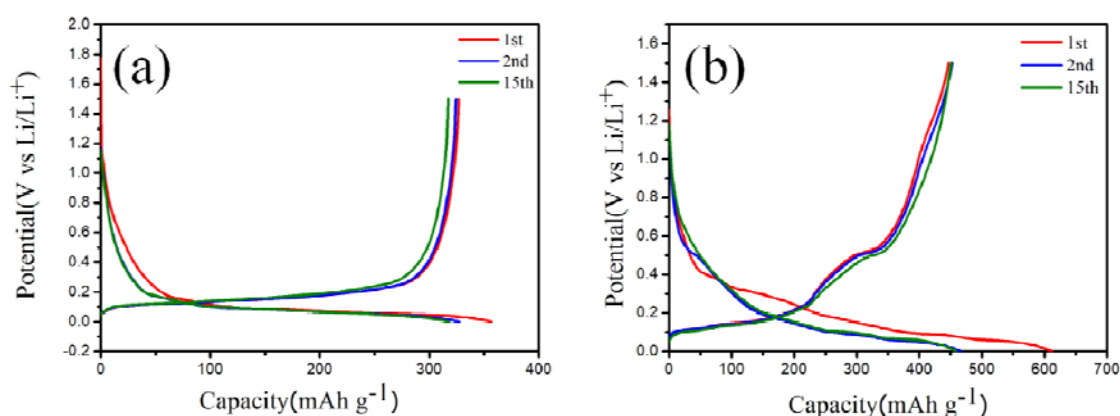 (a)
1st
2nd
15th
2.0
1.8
1.6
1.4
1.2
1.0
0.8
0.6
0.4
0.2
0.0
-0.2
Potential(V vs Li/Li+)
0 100 200 300 400
Capacity(mAh g-1)
(b)
1st
2nd
15th
1.6
1.4
1.2
1.0
0.8
0.6
0.4
0.2
0.0
Potential(V vs Li/Li+)
0 100 200 300 400 500 600 700
Capacity(mAh g-1)